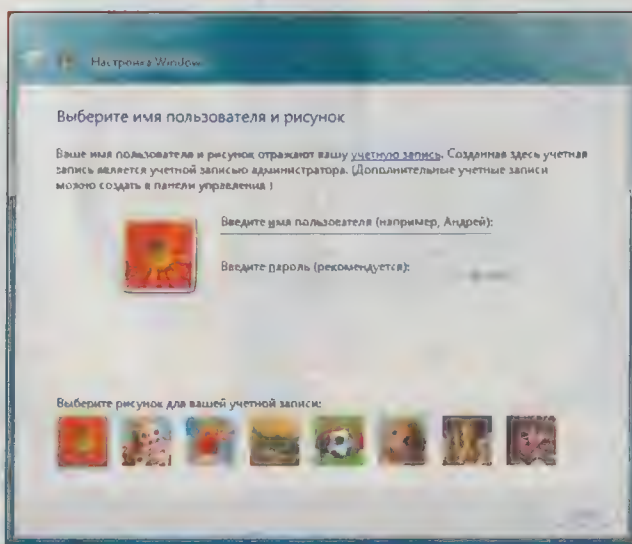 Настройка Windows
Выберите имя пользователя и рисунок
Ваше имя пользователя и рисунок отражают вашу учетную запись. Созданная здесь учетная
запись является учетной записью администратора. (Дополнительные учетные записи
можно создать в панели управления.)
Введите имя пользователя (например, Андрей):
Введите пароль (рекомендуется):
Выберите рисунок для вашей учетной записи: